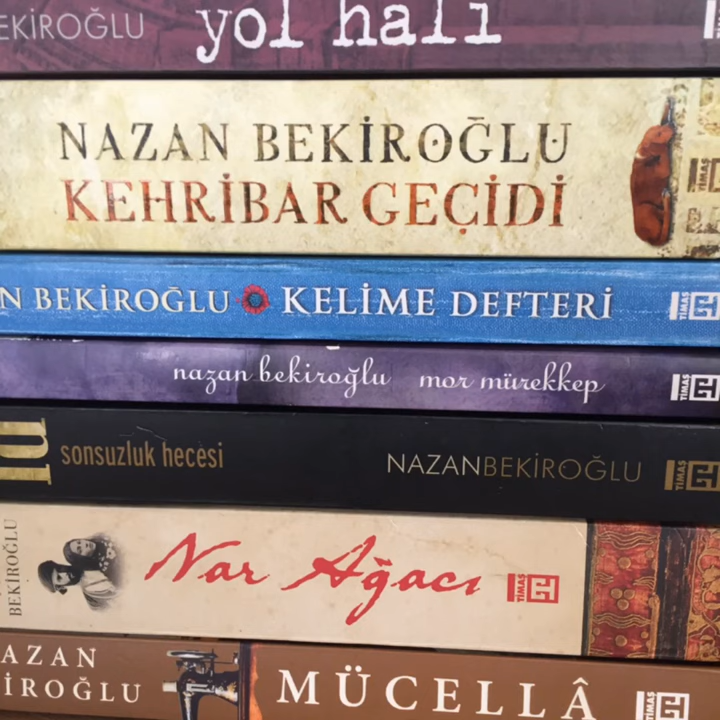 BEKİROĞLU yol hali
NAZAN BEKİROĞLU
KEHRİBAR GEÇİDİ
TİMAŞ
N BEKİROĞLU KELİME DEFTERİ TİMAŞ
nazan bekiroğlu mor mürekkep TİMAŞ
sonsuzluk hecesi NAZANBEKİROĞLU TİMAŞ
BEKİROĞLU Nar Ağacı TİMAŞ
AZAN
İROĞLU MÜCELLÂ TİMAŞ